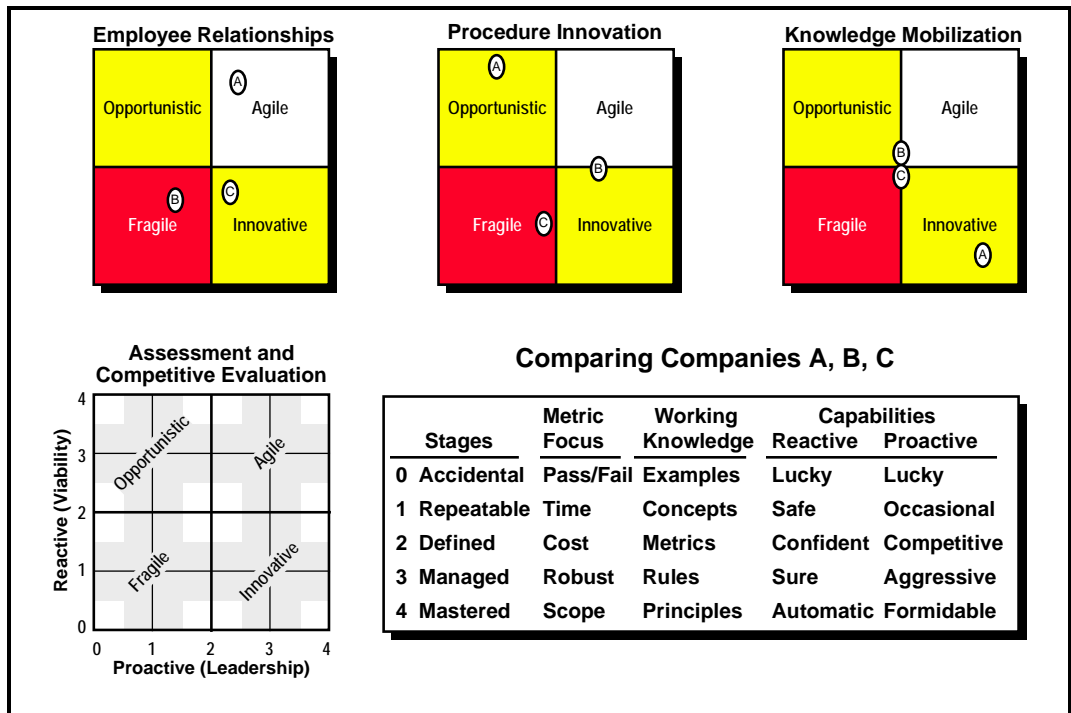 Employee Relationships
Opportunistic
Agile
Fragile
Innovative
A
B
C
Procedure Innovation
Opportunistic
Agile
Fragile
Innovative
A
B
C
Knowledge Mobilization
Opportunistic
Agile
Fragile
Innovative
B
C
A
Assessment and
Competitive Evaluation
Reactive (Viability)
4
3
2
1
0
Opportunistic
Agile
Fragile
Innovative
0 1 2 3 4
Proactive (Leadership)
Comparing Companies A, B, C
Metric Working Capabilities
Stages Focus Knowledge Reactive Proactive
0 Accidental Pass/Fail Examples Lucky Lucky
1 Repeatable Time Concepts Safe Occasional
2 Defined Cost Metrics Confident Competitive
3 Managed Robust Rules Sure Aggressive
4 Mastered Scope Principles Automatic Formidable